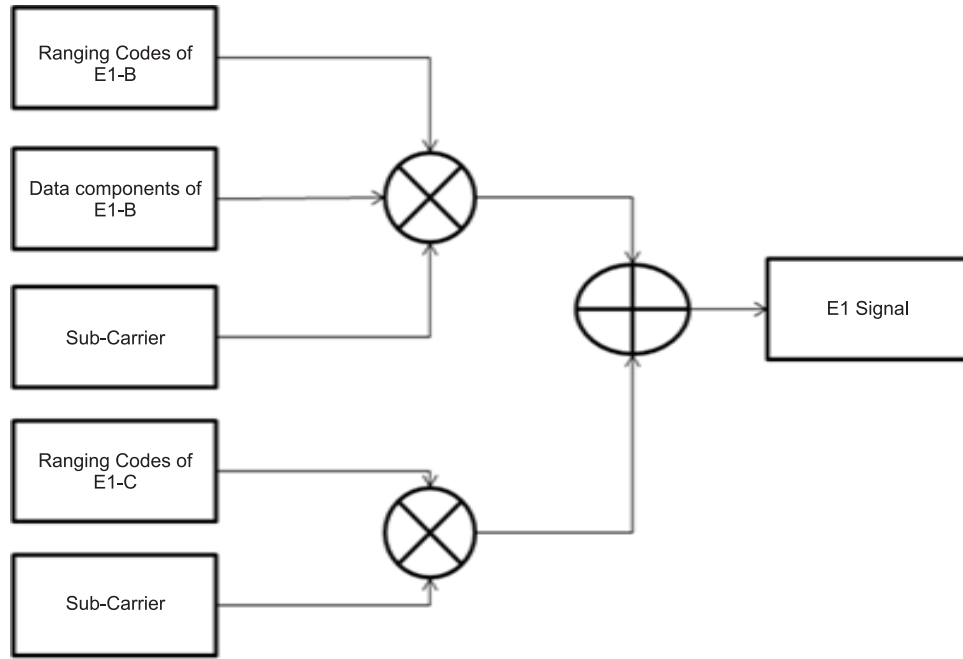 Ranging Codes of
E1-B
Data components of
E1-B
Sub-Carrier
Ranging Codes of
E1-C
Sub-Carrier
E1 Signal